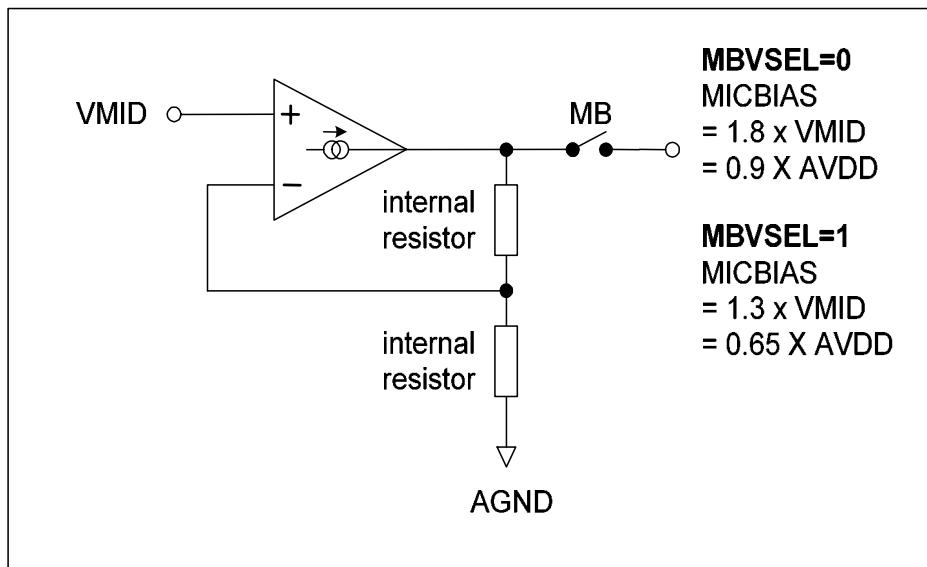 VMID
+
−
MB
internal
resistor
internal
resistor
AGND
MBVSEL=0
MICBIAS
= 1.8 x VMID
= 0.9 X AVDD
MBVSEL=1
MICBIAS
= 1.3 x VMID
= 0.65 X AVDD